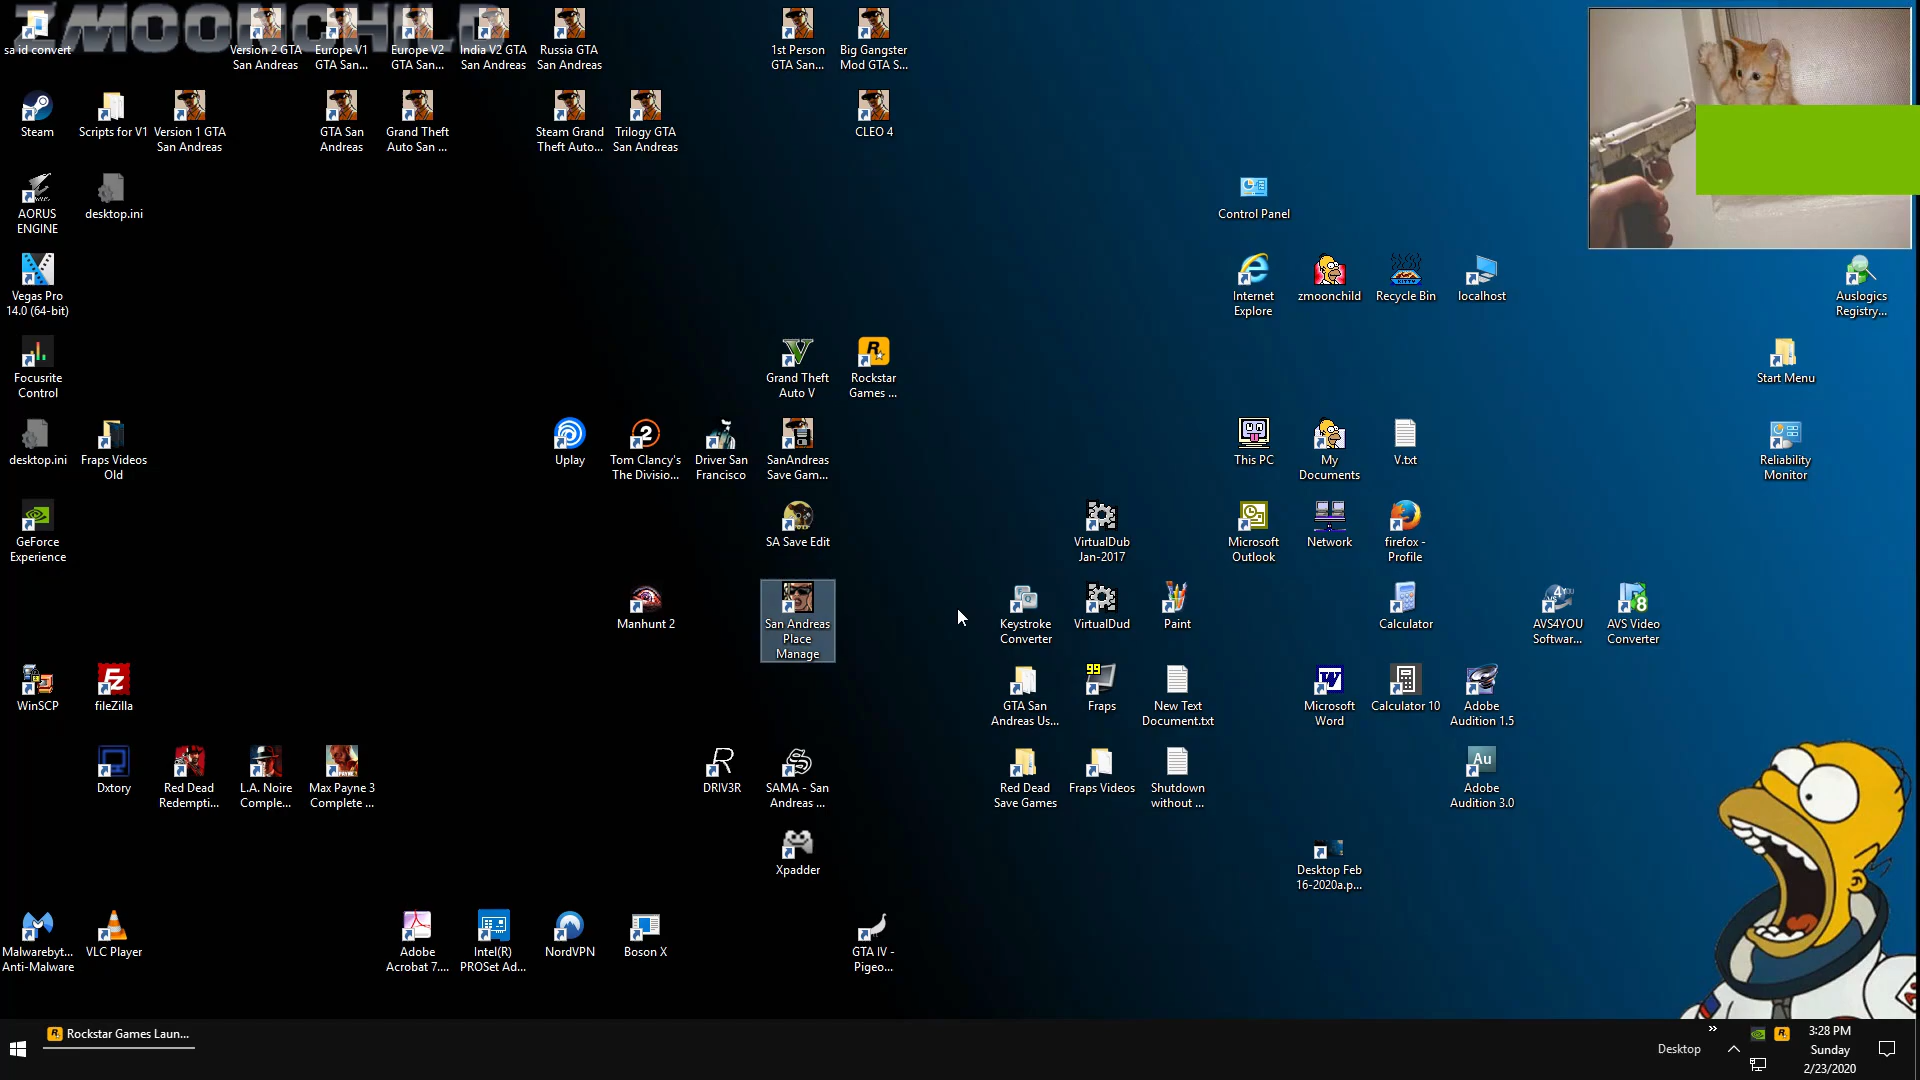 ZMOONCHILD
sa id convert
Version 2 GTA
San Andreas
Europe V1
GTA San...
Europe V2
GTA San...
India V2 GTA
San Andreas
Russia GTA
San Andreas
1st Person
GTA San...
Big Gangster
Mod GTA S...
Steam
Scripts for V1
Version 1 GTA
San Andreas
GTA San
Andreas
Grand Theft
Auto San ...
Steam Grand
Theft Auto...
Trilogy GTA
San Andreas
CLEO 4
AORUS
ENGINE
desktop.ini
Control Panel
Vegas Pro
14.0 (64-bit)
Internet
Explore
zmoonchild
Recycle Bin
localhost
Auslogics
Registry...
Focusrite
Control
Grand Theft
Auto V
Rockstar
Games ...
Start Menu
desktop.ini
Fraps Videos
Old
Uplay
Tom Clancy's
The Divisio...
Driver San
Francisco
SanAndreas
Save Gam...
This PC
My
Documents
V.txt
Reliability
Monitor
GeForce
Experience
SA Save Edit
VirtualDub
Jan-2017
Microsoft
Outlook
Network
firefox -
Profile
Manhunt 2
San Andreas
Place
Manage
Keystroke
Converter
VirtualDud
Paint
Calculator
AVS4YOU
Softwar...
AVS Video
Converter
WinSCP
fileZilla
GTA San
Andreas Us...
99
Fraps
New Text
Document.txt
Microsoft
Word
Calculator 10
Adobe
Audition 1.5
Dxtory
Red Dead
Redempti...
L.A. Noire
Comple...
Max Payne 3
Complete ...
DRIV3R
SAMA - San
Andreas ...
Red Dead
Save Games
Fraps Videos
Shutdown
without ...
Au
Adobe
Audition 3.0
Xpadder
Desktop Feb
16-2020a.p...
Malwarebyt...
Anti-Malware
VLC Player
Adobe
Acrobat 7....
Intel(R)
PROSet Ad...
NordVPN
Boson X
GTA IV -
Pigeo...
Rockstar Games Laun...
Desktop
3:28 PM
Sunday
2/23/2020